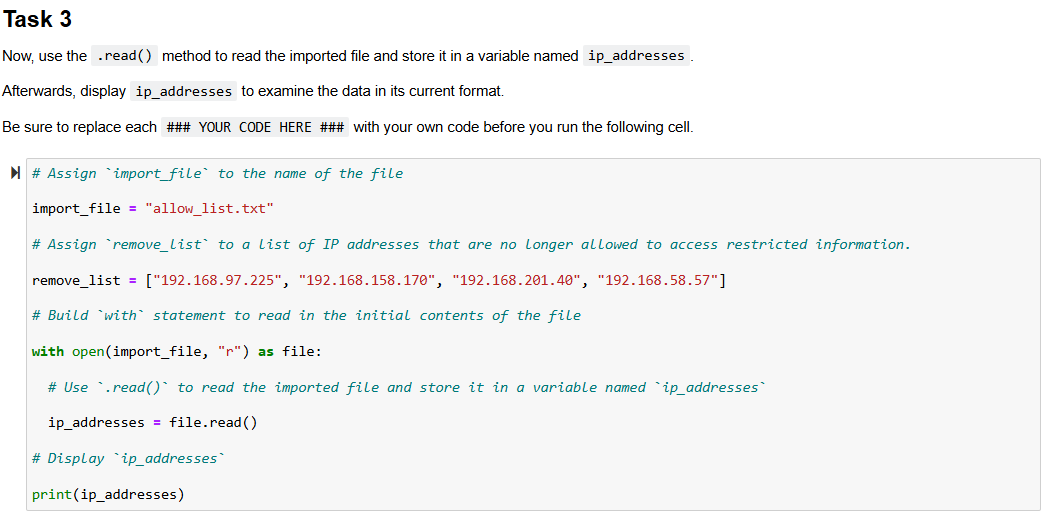 Task 3
Now, use the .read() method to read the imported file and store it in a variable named ip_addresses.
Afterwards, display ip_addresses to examine the data in its current format.
Be sure to replace each ### YOUR CODE HERE ### with your own code before you run the following cell.
# Assign `import_file` to the name of the file
import_file = "allow_list.txt"
# Assign `remove_list` to a list of IP addresses that are no longer allowed to access restricted information.
remove_list = ["192.168.97.225", "192.168.158.170", "192.168.201.40", "192.168.58.57"]
# Build `with` statement to read in the initial contents of the file
with open(import_file, "r") as file:
  # Use `.read()` to read the imported file and store it in a variable named `ip_addresses`
  ip_addresses = file.read()
# Display `ip_addresses`
print(ip_addresses)